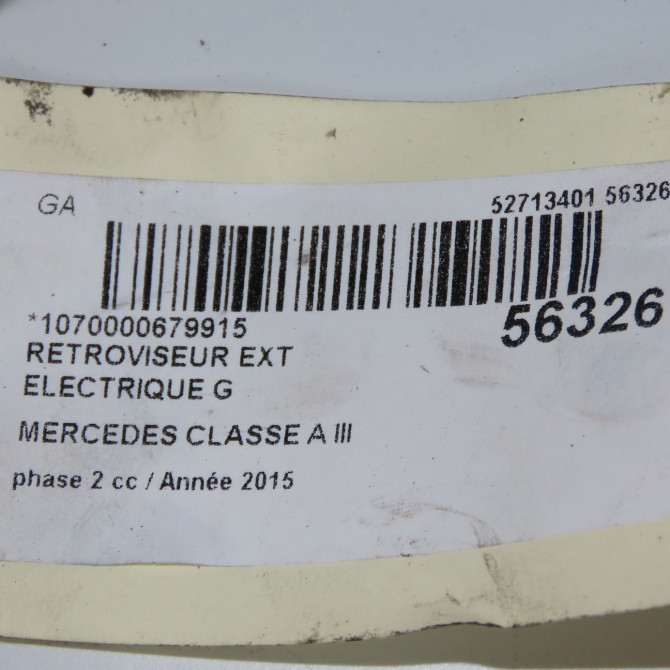 GA
52713401 56326
*1070000679915
56326
RETROVISEUR EXT
ELECTRIQUE G
MERCEDES CLASSE A III
phase 2 cc / Année 2015